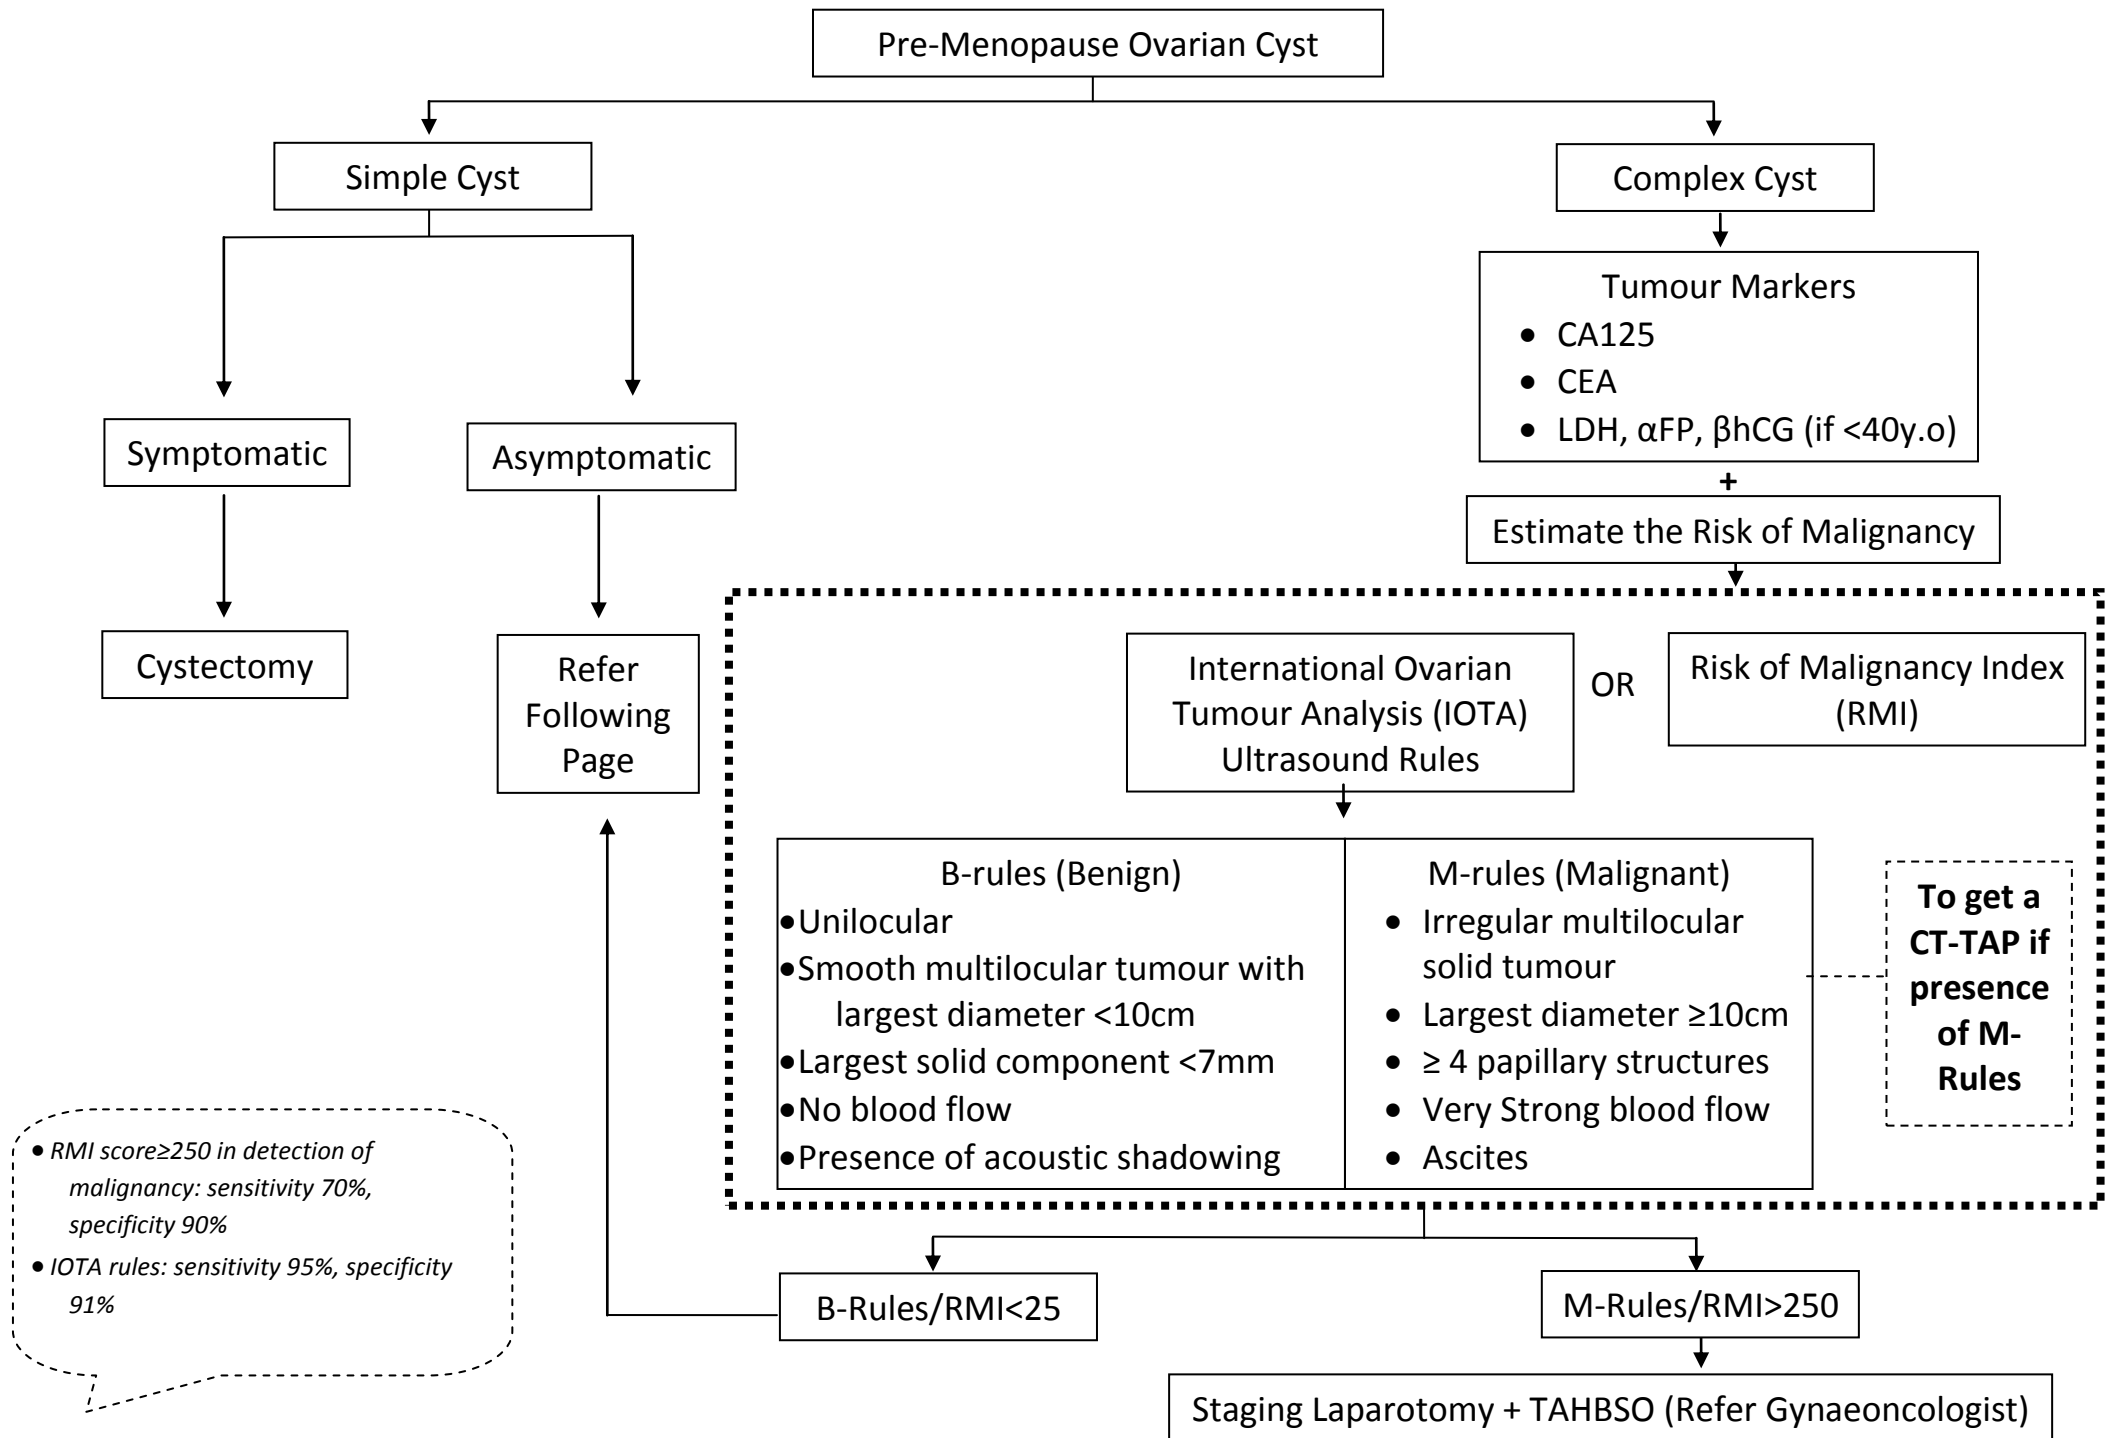 Pre-Menopause Ovarian Cyst
Simple Cyst
Complex Cyst
Tumour Markers
• CA125
• CEA
• LDH, αFP, βhCG (if <40y.o)
+
Estimate the Risk of Malignancy
Symptomatic
Asymptomatic
Cystectomy
Refer
Following
Page
International Ovarian
Tumour Analysis (IOTA)
Ultrasound Rules
OR
Risk of Malignancy Index
(RMI)
B-rules (Benign)
•Unilocular
•Smooth multilocular tumour with
largest diameter <10cm
•Largest solid component <7mm
•No blood flow
•Presence of acoustic shadowing
M-rules (Malignant)
• Irregular multilocular
solid tumour
• Largest diameter ≥10cm
• ≥ 4 papillary structures
• Very Strong blood flow
• Ascites
To get a
CT-TAP if
presence
of M-
Rules
• RMI score≥250 in detection of
malignancy: sensitivity 70%,
specificity 90%
• IOTA rules: sensitivity 95%, specificity
91%
B-Rules/RMI<25
M-Rules/RMI>250
Staging Laparotomy + TAHBSO (Refer Gynaeoncologist)